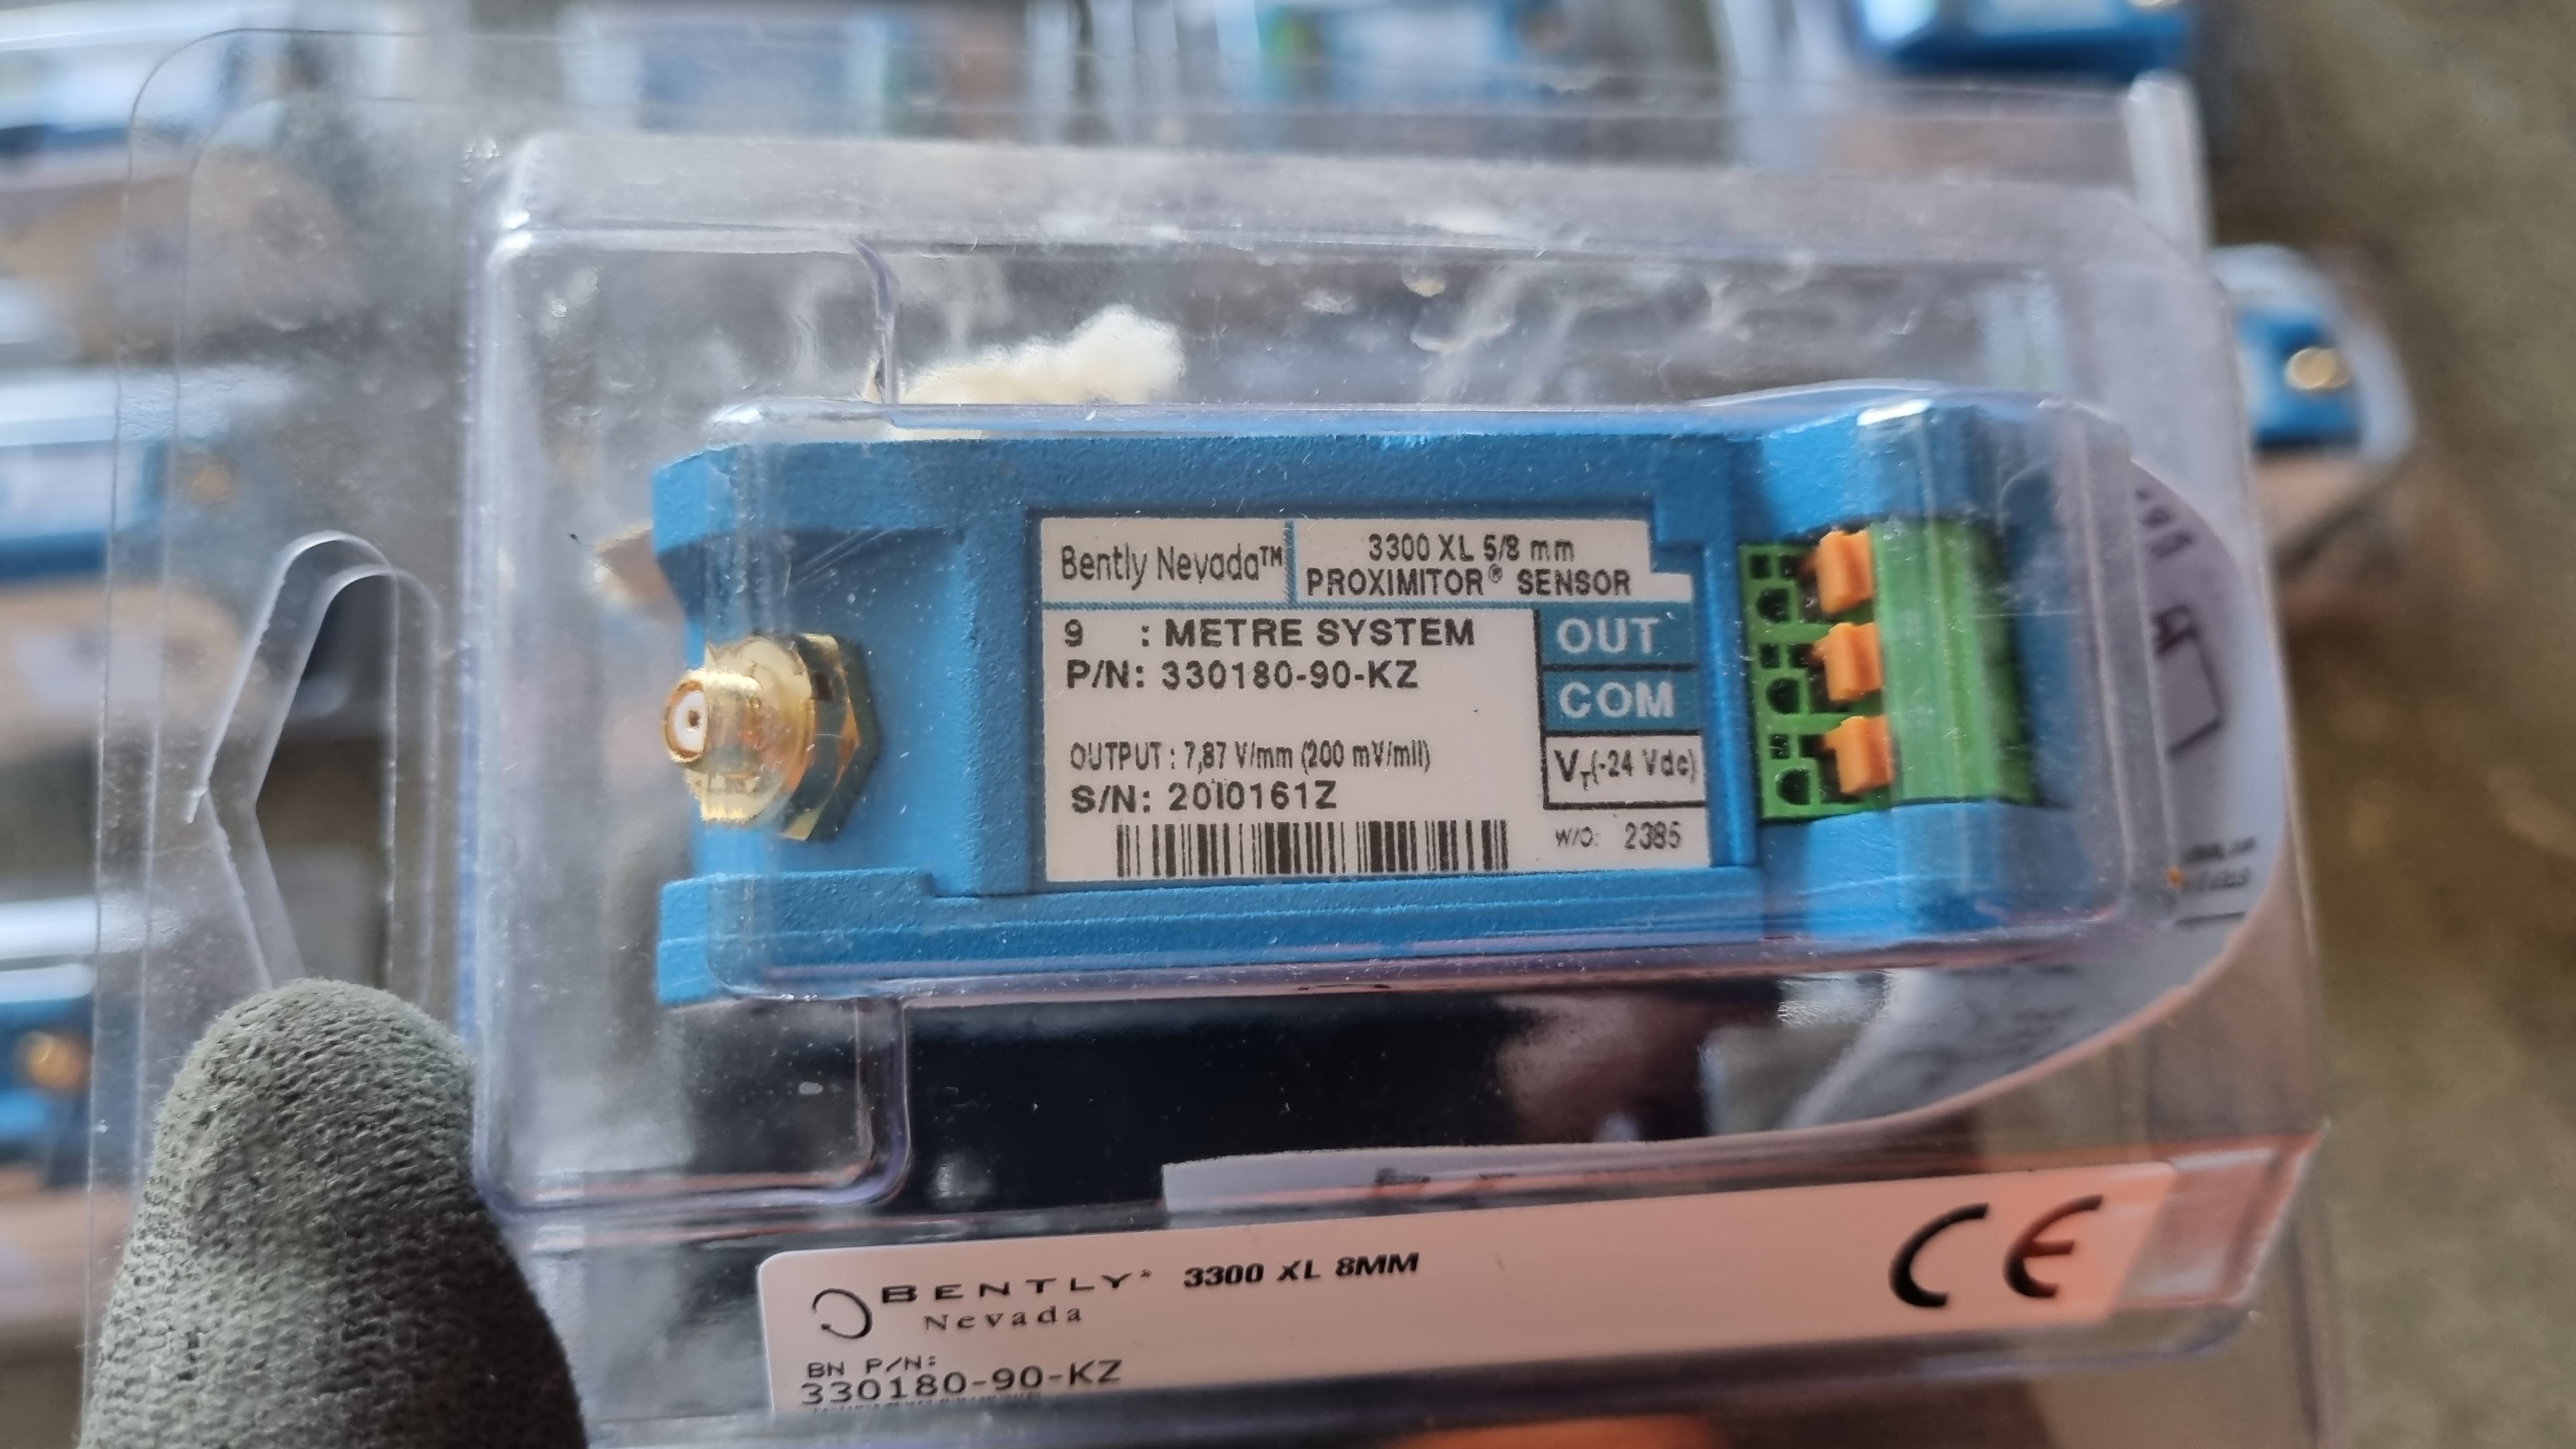 BENTLY® 3300 XL 8MM
Nevada
BN P/N:
330180-90-KZ
CE
Bently Nevada™
3300 XL 5/8 mm
PROXIMITOR® SENSOR
9 : METRE SYSTEM
P/N: 330180-90-KZ
OUTPUT : 7,87 V/mm (200 mV/mil)
S/N: 20I0161Z
OUT
COM
VT(-24 Vdc)
W/O: 2385